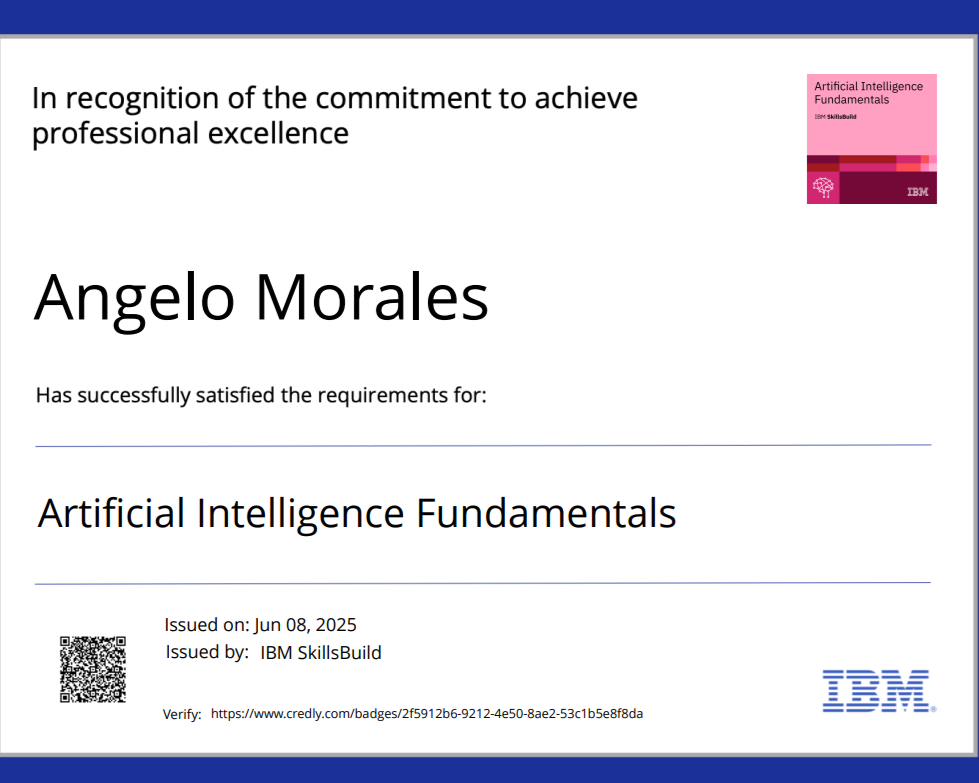 In recognition of the commitment to achieve
professional excellence
Artificial Intelligence
Fundamentals
IBM SkillsBuild
IBM
Angelo Morales
Has successfully satisfied the requirements for:
Artificial Intelligence Fundamentals
Issued on: Jun 08, 2025
Issued by: IBM SkillsBuild
Verify: https://www.credly.com/badges/2f5912b6-9212-4e50-8ae2-53c1b5e8f8da
IBM®